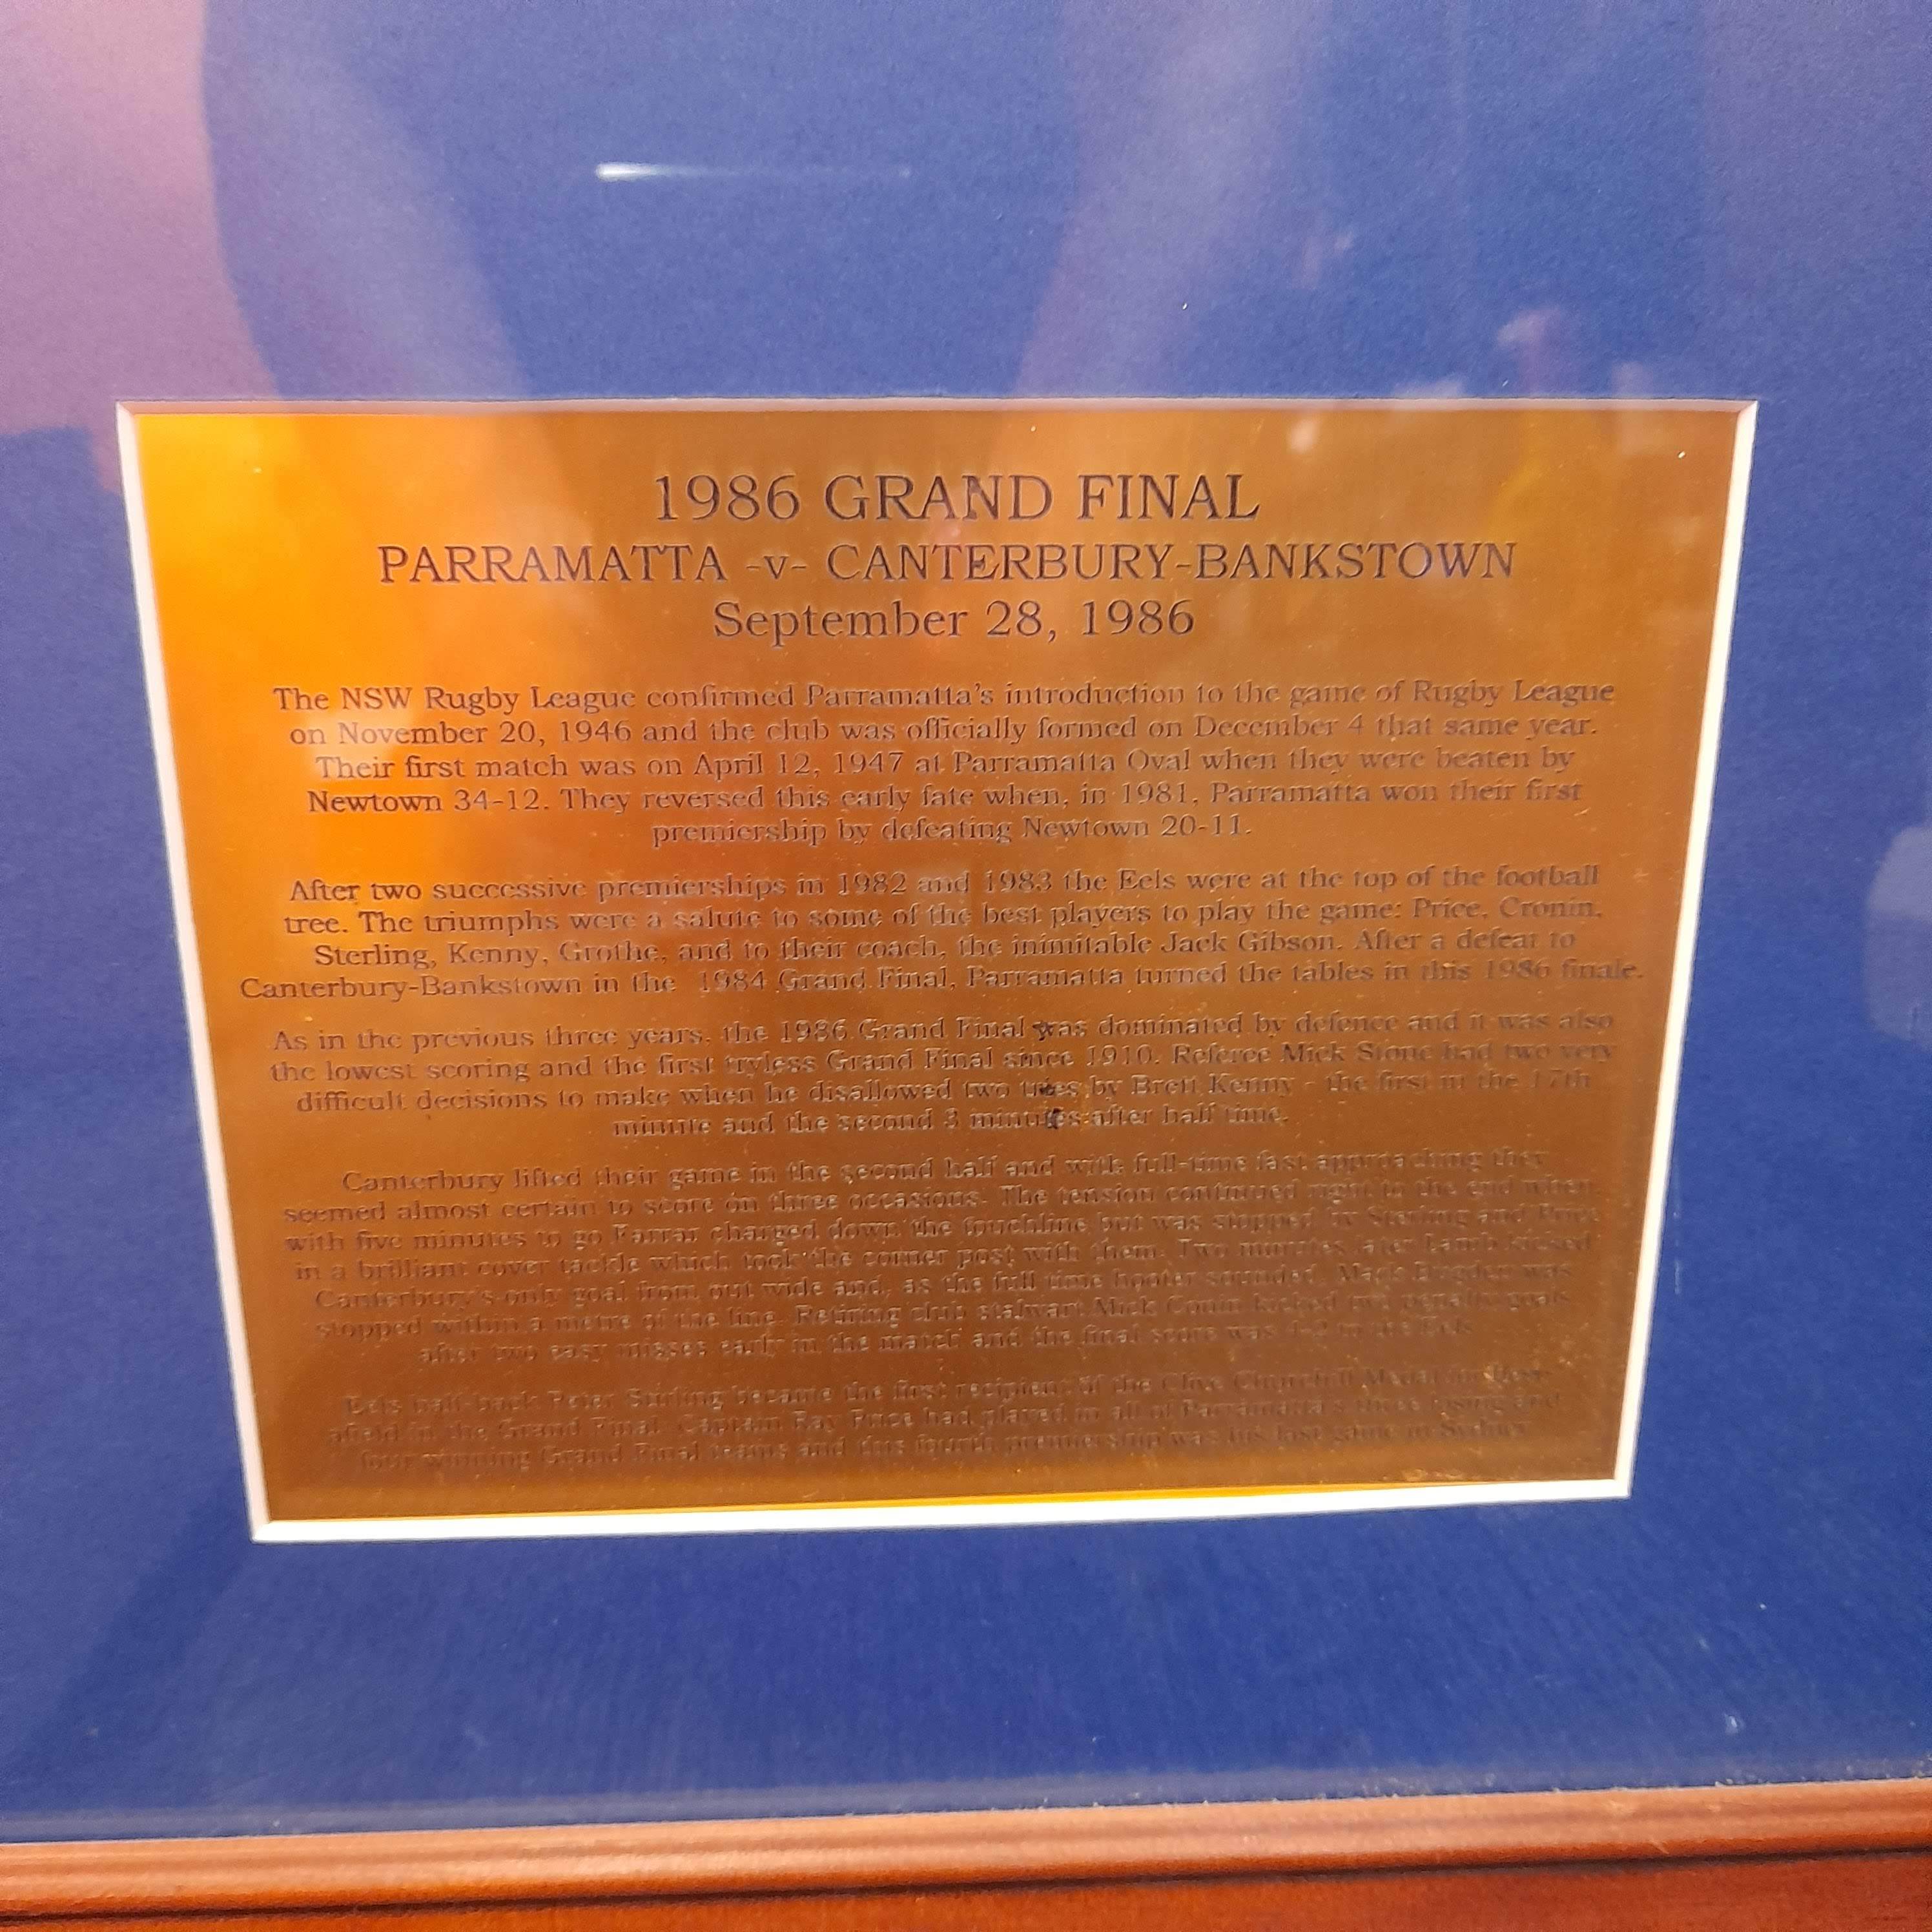 1986 GRAND FINAL
PARRAMATTA -v- CANTERBURY-BANKSTOWN
September 28, 1986
The NSW Rugby League confirmed Parramatta's introduction to the game of Rugby League
on November 20, 1946 and the club was officially formed on December 4 that same year.
Their first match was on April 12, 1947 at Parramatta Oval when they were beaten by
Newtown 34-12. They reversed this early fate when, in 1981, Parramatta won their first
premiership by defeating Newtown 20-11.
After two successive premierships in 1982 and 1983 the Eels were at the top of the football
tree. The triumphs were a salute to some of the best players to play the game: Price, Cronin,
Sterling, Kenny, Grothe, and to their coach, the inimitable Jack Gibson. After a defeat to
Canterbury-Bankstown in the 1984 Grand Final, Parramatta turned the tables in this 1986 finale.
As in the previous three years, the 1986 Grand Final was dominated by defence and it was also
the lowest scoring and the first tryless Grand Final since 1910. Referee Mick Stone had two very
difficult decisions to make when he disallowed two tries by Brett Kenny - the first in the 17th
minute and the second 3 minutes after half time.
Canterbury lifted their game in the second half and with full-time fast approaching they
seemed almost certain to score on three occasions. The tension continued right to the end when
with five minutes to go Farrar charged down the touchline but was stopped by Sterling and Price
in a brilliant cover tackle which took the corner post with them. Two minutes later Lamb kicked
Canterbury's only goal from out wide and, as the full time hooter sounded, was
stopped within a metre of the line. Retiring club stalwart Mick kicked two penalty goals
after two easy misses early in the match and the final score was 4-2 to the Eels.
Eels half-back Peter Sterling became the first recipient of the Clive Churchill Medal
afield in the Grand Final. Captain Ray Price had played in all of Parramatta's three losing and
four winning Grand Final teams and this fourth premiership was his last game in Sydney